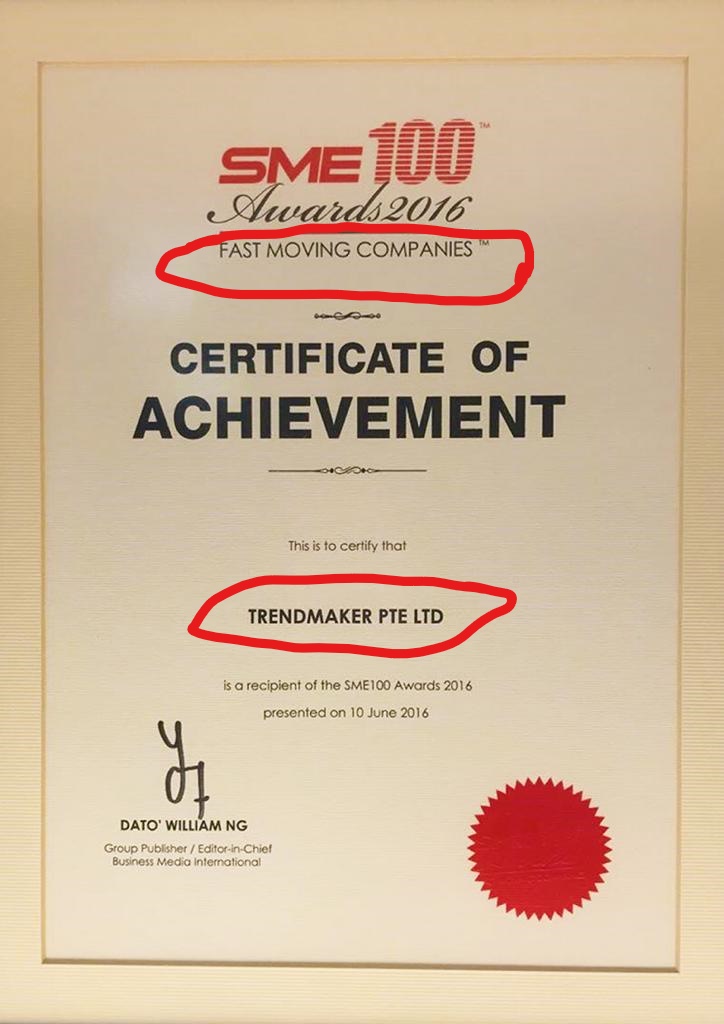 SME100™
Awards2016
FAST MOVING COMPANIES™
CERTIFICATE OF
ACHIEVEMENT
This is to certify that
TRENDMAKER PTE LTD
is a recipient of the SME100 Awards 2016
presented on 10 June 2016
DATO' WILLIAM NG
Group Publisher / Editor-in-Chief
Business Media International